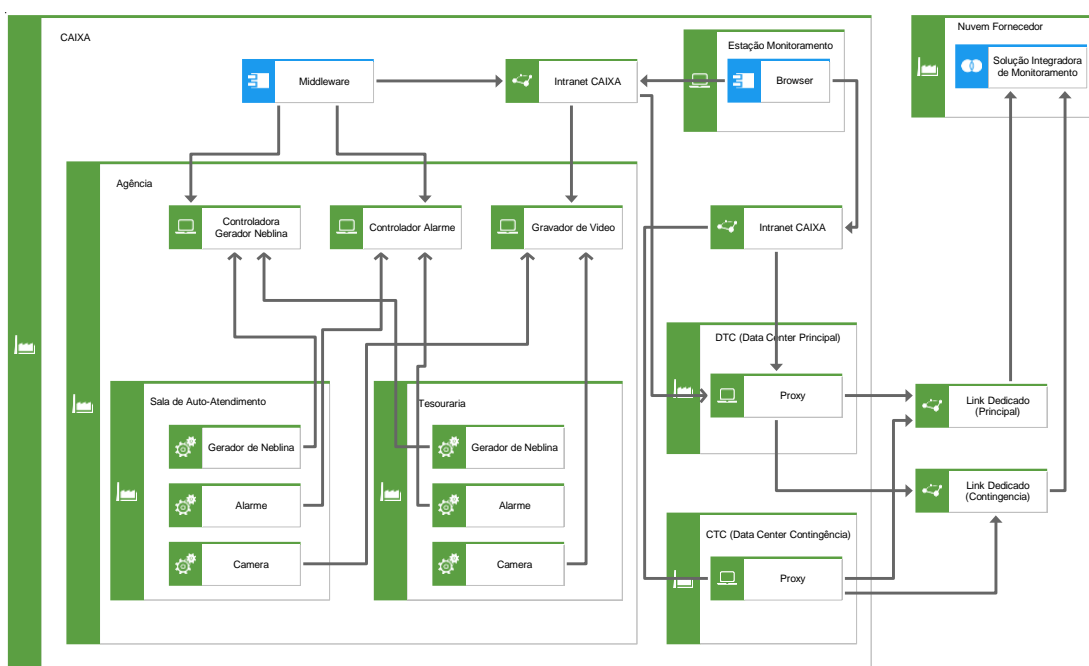 CAIXA
Nuvem Fornecedor
Estação Monitoramento
Solução Integradora
de Monitoramento
Middleware
Intranet CAIXA
Browser
Agência
Controladora
Gerador Neblina
Controlador Alarme
Gravador de Video
Intranet CAIXA
DTC (Data Center Principal)
Proxy
Link Dedicado
(Principal)
Sala de Auto-Atendimento
Tesouraria
Gerador de Neblina
Gerador de Neblina
Link Dedicado
(Contingencia)
Alarme
Alarme
CTC (Data Center Contingência)
Camera
Camera
Proxy